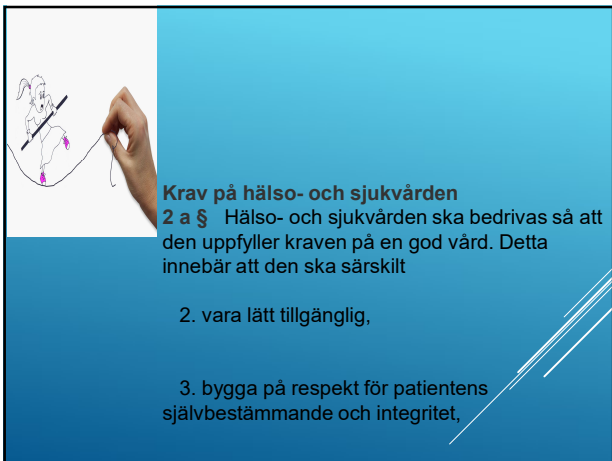 Krav på hälso- och sjukvården
2 a §   Hälso- och sjukvården ska bedrivas så att
den uppfyller kraven på en god vård. Detta
innebär att den ska särskilt
2. vara lätt tillgänglig,
3. bygga på respekt för patientens
självbestämmande och integritet,